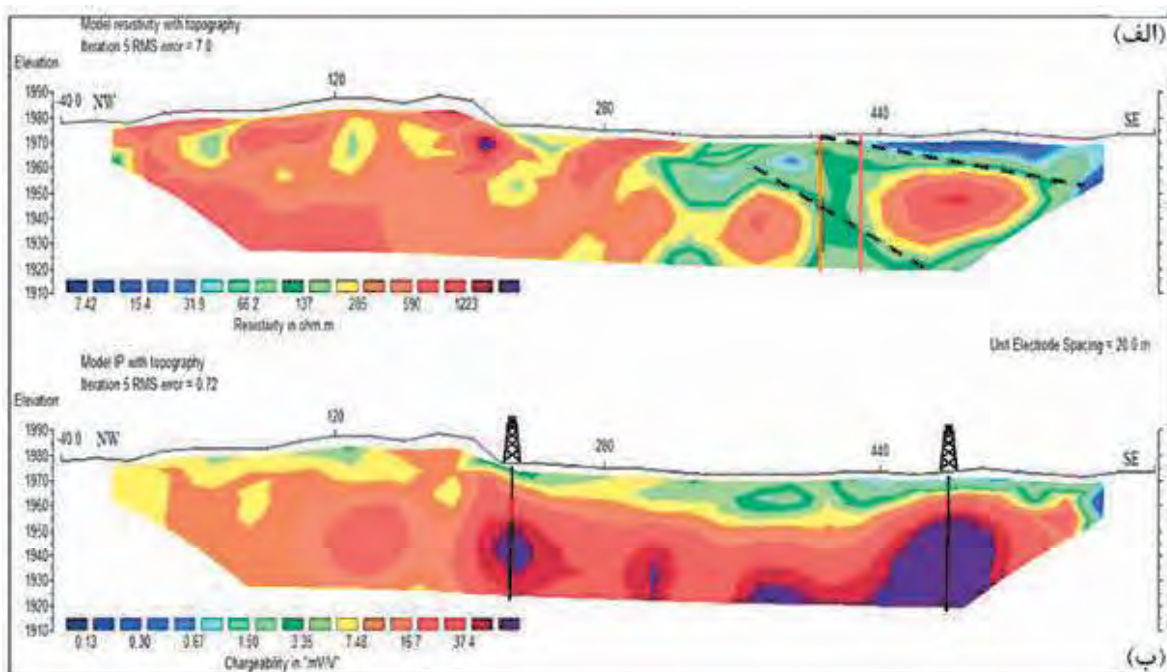 (الف)
Model resistivity with topography
Iteration 5 RMS error = 7.0
Elevation
1990
1980
1970
1960
1950
1940
1930
1920
1910
-40.0 NW
120
280
440
SE
7.42 15.4 31.9 66.2 137 285 590 1223
Resistivity in ohm.m
Unit Electrode Spacing = 20.0 m
Model IP with topography
Iteration 5 RMS error = 0.72
Elevation
1990
1980
1970
1960
1950
1940
1930
1920
1910
-40.0 NW
120
280
440
SE
0.13 0.30 0.67 1.50 3.35 7.48 16.7 37.4
Chargeability in "mV/V"
(ب)